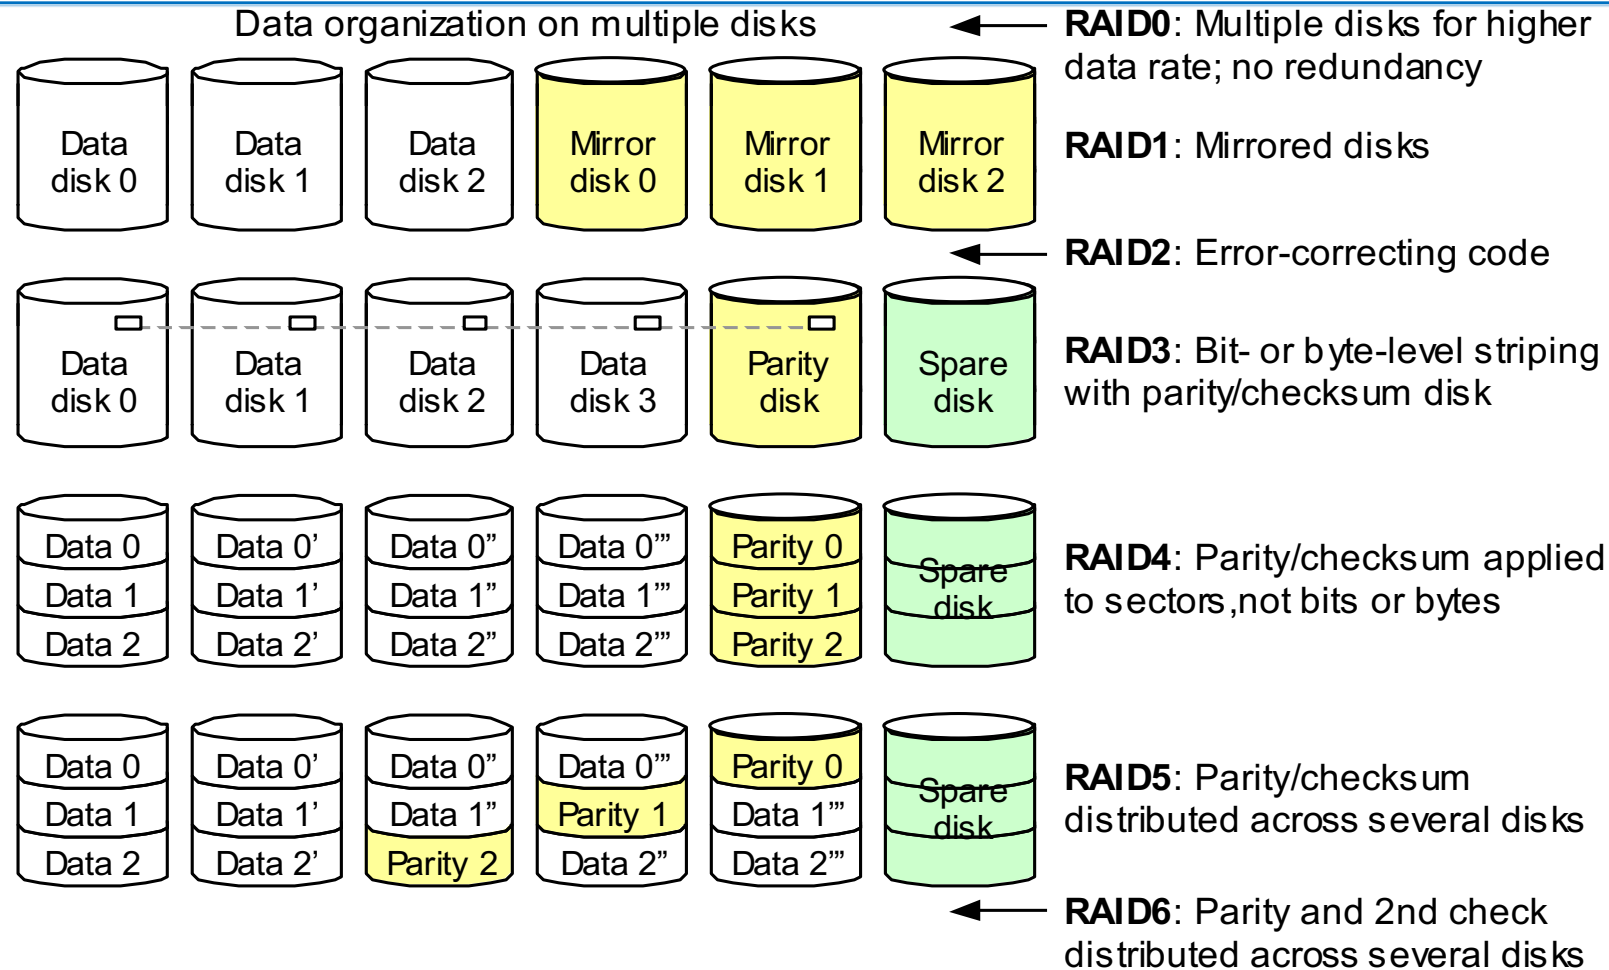 Data organization on multiple disks
RAID0: Multiple disks for higher
data rate; no redundancy
Data disk 0
Data disk 1
Data disk 2
Mirror disk 0
Mirror disk 1
Mirror disk 2
RAID1: Mirrored disks
RAID2: Error-correcting code
Data disk 0
Data disk 1
Data disk 2
Data disk 3
Parity disk
Spare disk
RAID3: Bit- or byte-level striping
with parity/checksum disk
Data 0 Data 0’ Data 0” Data 0’” Parity 0
Data 1 Data 1’ Data 1” Data 1’” Parity 1
Data 2 Data 2’ Data 2” Data 2’” Parity 2
Spare disk
RAID4: Parity/checksum applied
to sectors,not bits or bytes
Data 0 Data 0’ Data 0” Data 0’” Parity 0
Data 1 Data 1’ Data 1” Parity 1 Data 1’”
Data 2 Data 2’ Parity 2 Data 2” Data 2’”
Spare disk
RAID5: Parity/checksum
distributed across several disks
RAID6: Parity and 2nd check
distributed across several disks